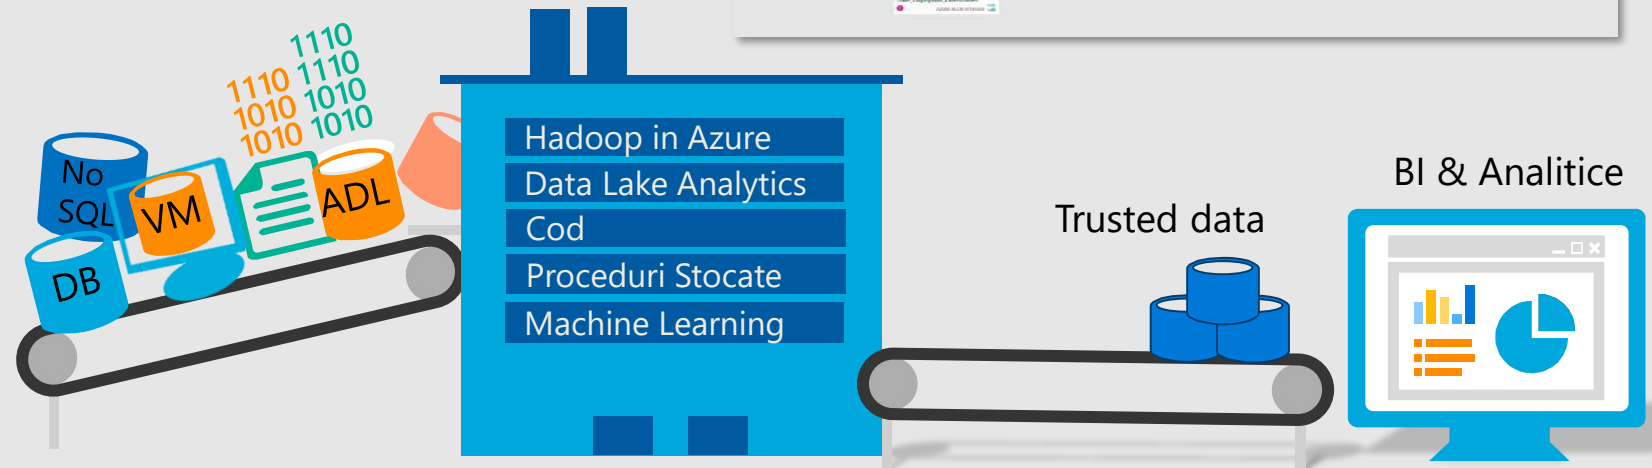 1110
1110 1110
1010 1010
1010 1010
No
SQL
VM
ADL
DB
Hadoop in Azure
Data Lake Analytics
Cod
Proceduri Stocate
Machine Learning
Trusted data
BI & Analitice